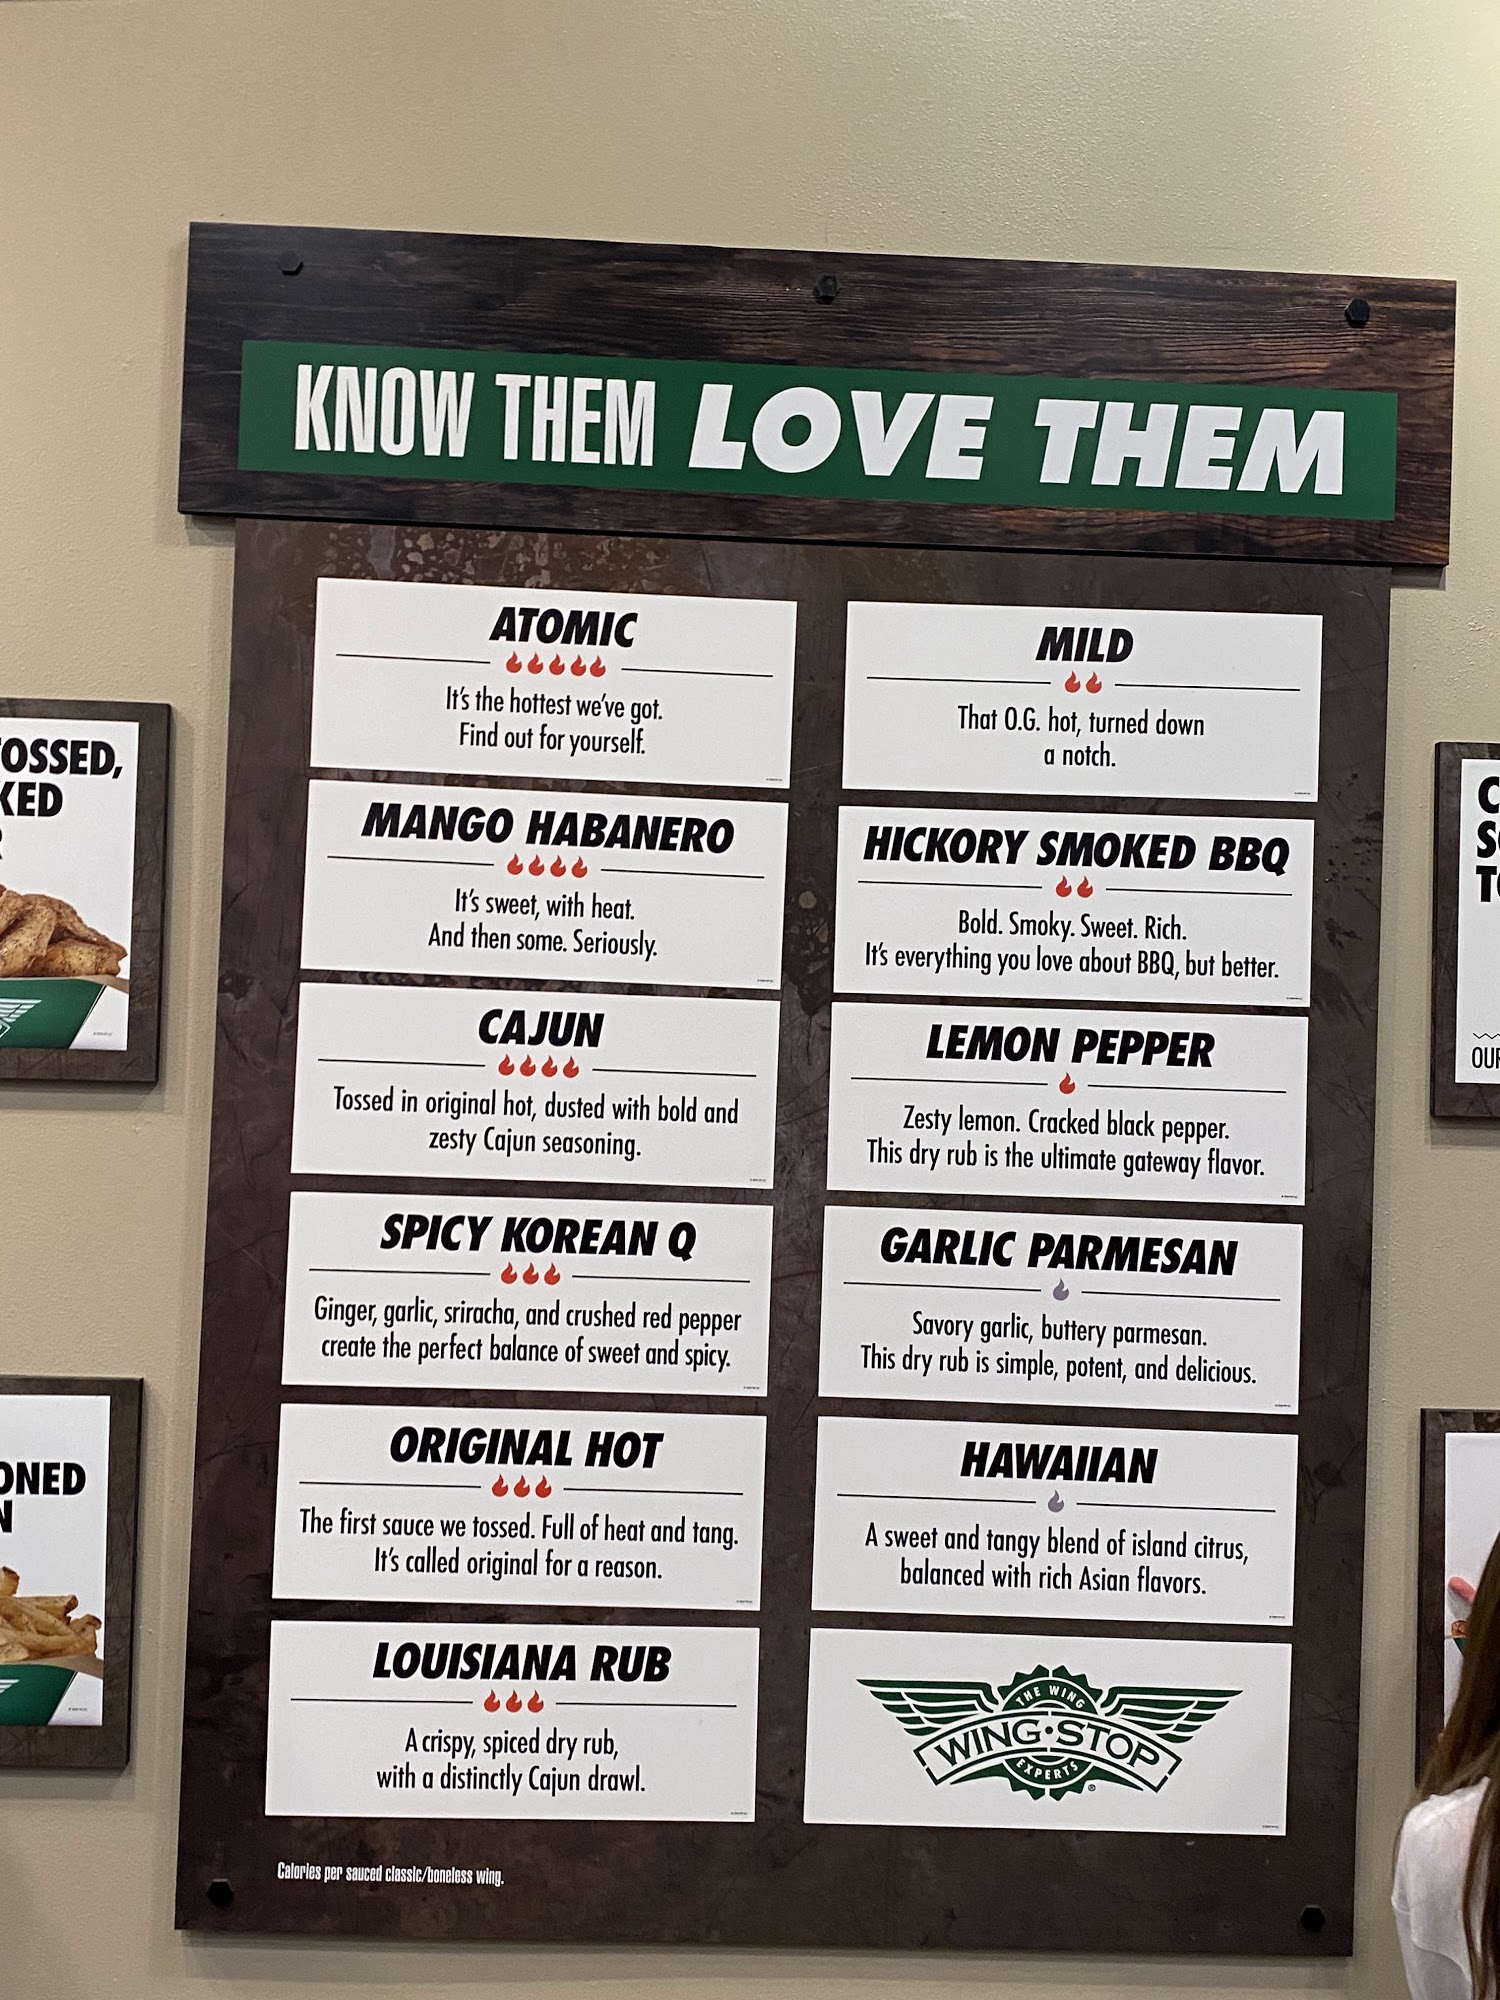 KNOW THEM LOVE THEM
ATOMIC
It's the hottest we've got.
Find out for yourself.
MANGO HABANERO
It's sweet, with heat.
And then some. Seriously.
CAJUN
Tossed in original hot, dusted with bold and
zesty Cajun seasoning.
SPICY KOREAN Q
Ginger, garlic, sriracha, and crushed red pepper
create the perfect balance of sweet and spicy.
ORIGINAL HOT
The first sauce we tossed. Full of heat and tang.
It's called original for a reason.
LOUISIANA RUB
A crispy, spiced dry rub,
with a distinctly Cajun drawl.
Calories per sauced classic/boneless wing.
MILD
That O.G. hot, turned down
a notch.
HICKORY SMOKED BBQ
Bold. Smoky. Sweet. Rich.
It's everything you love about BBQ, but better.
LEMON PEPPER
Zesty lemon. Cracked black pepper.
This dry rub is the ultimate gateway flavor.
GARLIC PARMESAN
Savory garlic, buttery parmesan.
This dry rub is simple, potent, and delicious.
HAWAIIAN
A sweet and tangy blend of island citrus,
balanced with rich Asian flavors.
THE WING
WING·STOP
EXPERTS
®
OSSED,
KED
ONED
N
C
OUR